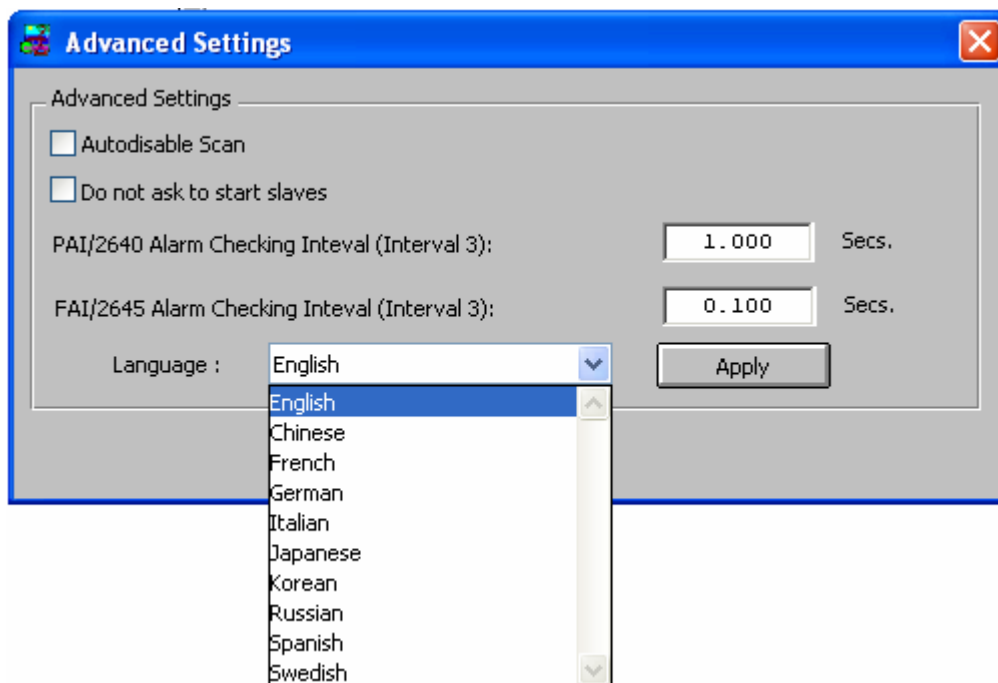 Advanced Settings
Advanced Settings
Autodisable Scan
Do not ask to start slaves
PAI/2640 Alarm Checking Inteval (Interval 3): 1.000 Secs.
FAI/2645 Alarm Checking Inteval (Interval 3): 0.100 Secs.
Language : English Apply
English
Chinese
French
German
Italian
Japanese
Korean
Russian
Spanish
Swedish